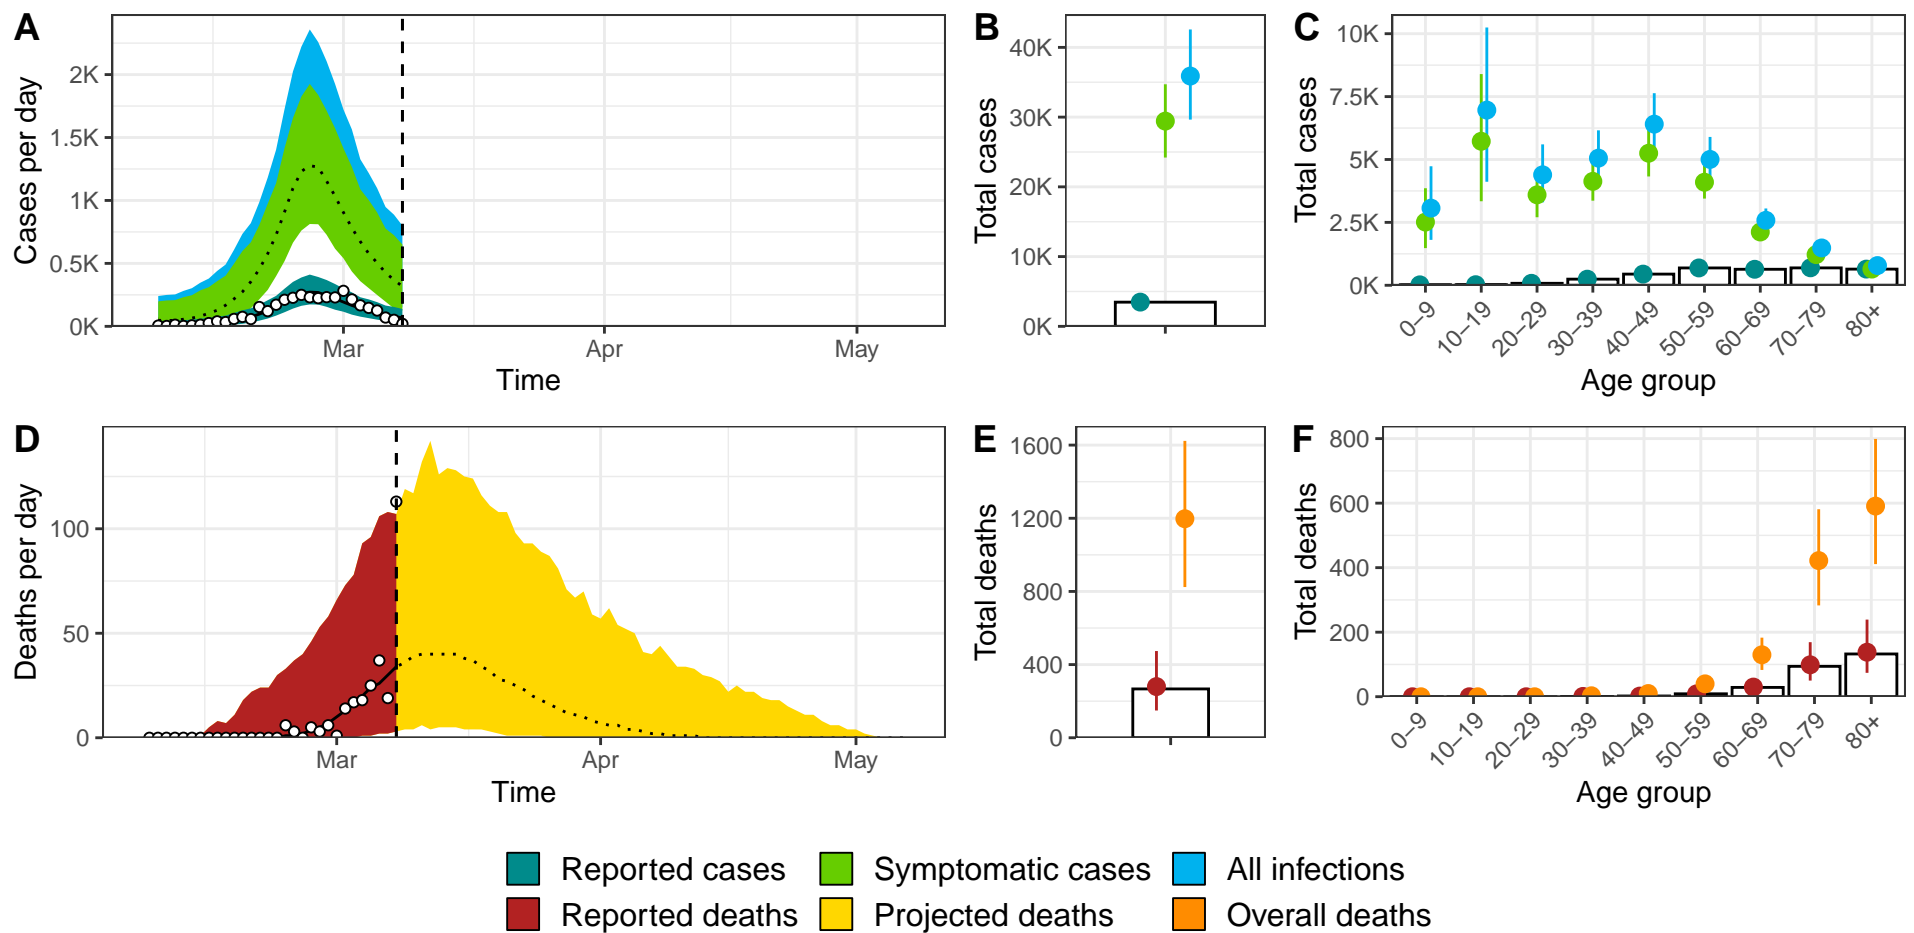 A
Cases per day
2K
1.5K
1K
0.5K
0K
Mar
Apr
May
Time
B
Total cases
40K
30K
20K
10K
0K
C
Total cases
10K
7.5K
5K
2.5K
0K
0−9
10−19
20−29
30−39
40−49
50−59
60−69
70−79
80+
Age group
D
Deaths per day
100
50
0
Mar
Apr
May
Time
E
Total deaths
1600
1200
800
400
0
F
Total deaths
800
600
400
200
0
0−9
10−19
20−29
30−39
40−49
50−59
60−69
70−79
80+
Age group
Reported cases
Symptomatic cases
All infections
Reported deaths
Projected deaths
Overall deaths